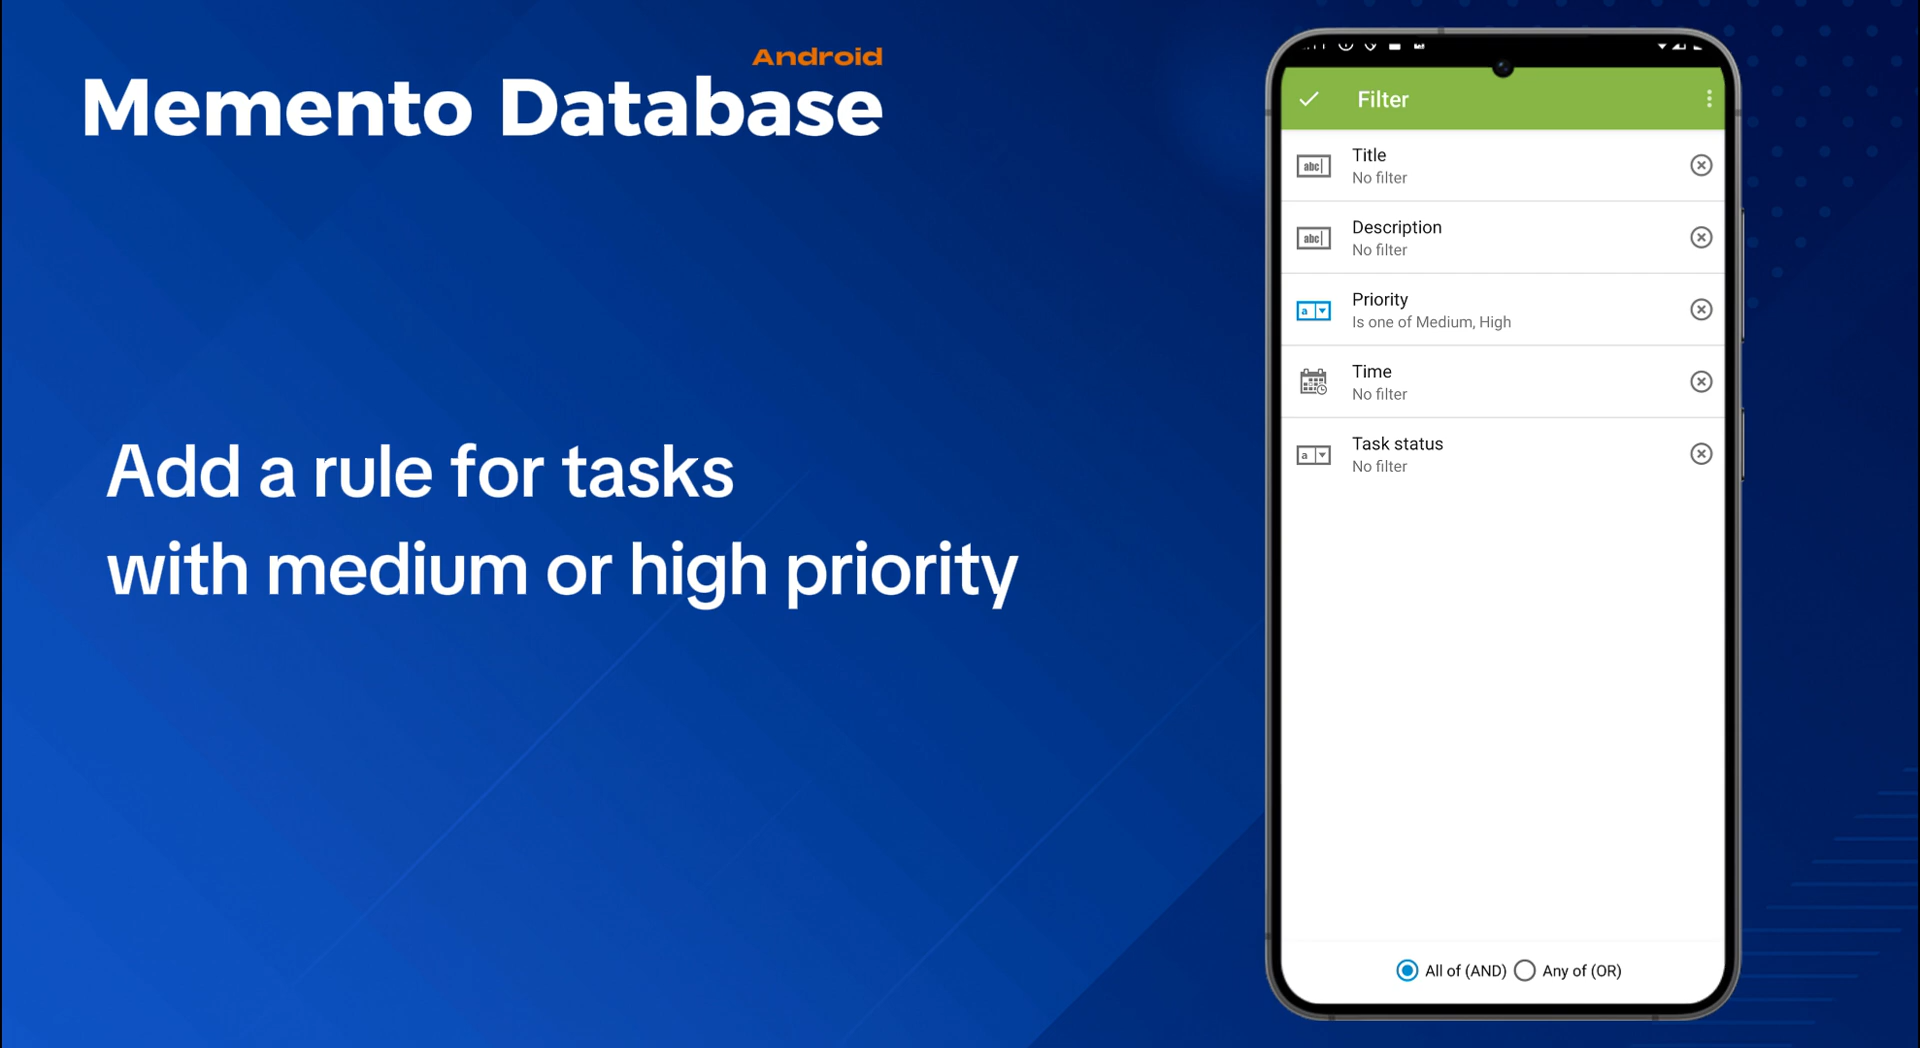 Android
Memento Database
Add a rule for tasks
with medium or high priority
Filter
abc
Title
No filter
abc
Description
No filter
a
Priority
Is one of Medium, High
Time
No filter
a
Task status
No filter
All of (AND) Any of (OR)